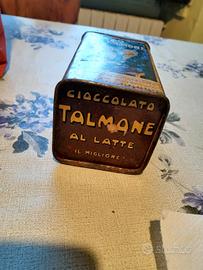 CIOCCOLATO
TALMONE
AL LATTE
"IL MIGLIORE"